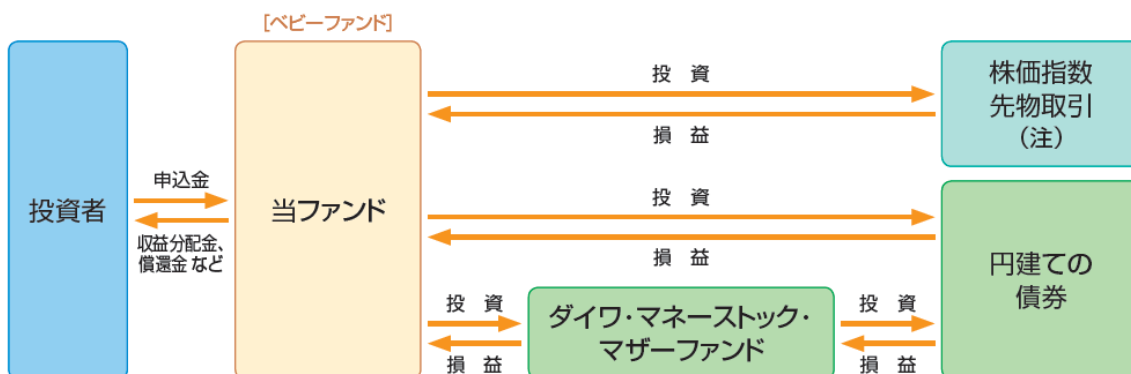 [ベビーファンド]
投資者
申込金
収益分配金、
償還金 など
当ファンド
投 資
損 益
株価指数
先物取引
（注）
投 資
損 益
円建ての
債券
投 資
損 益
ダイワ・マネーストック・
マザーファンド
投 資
損 益